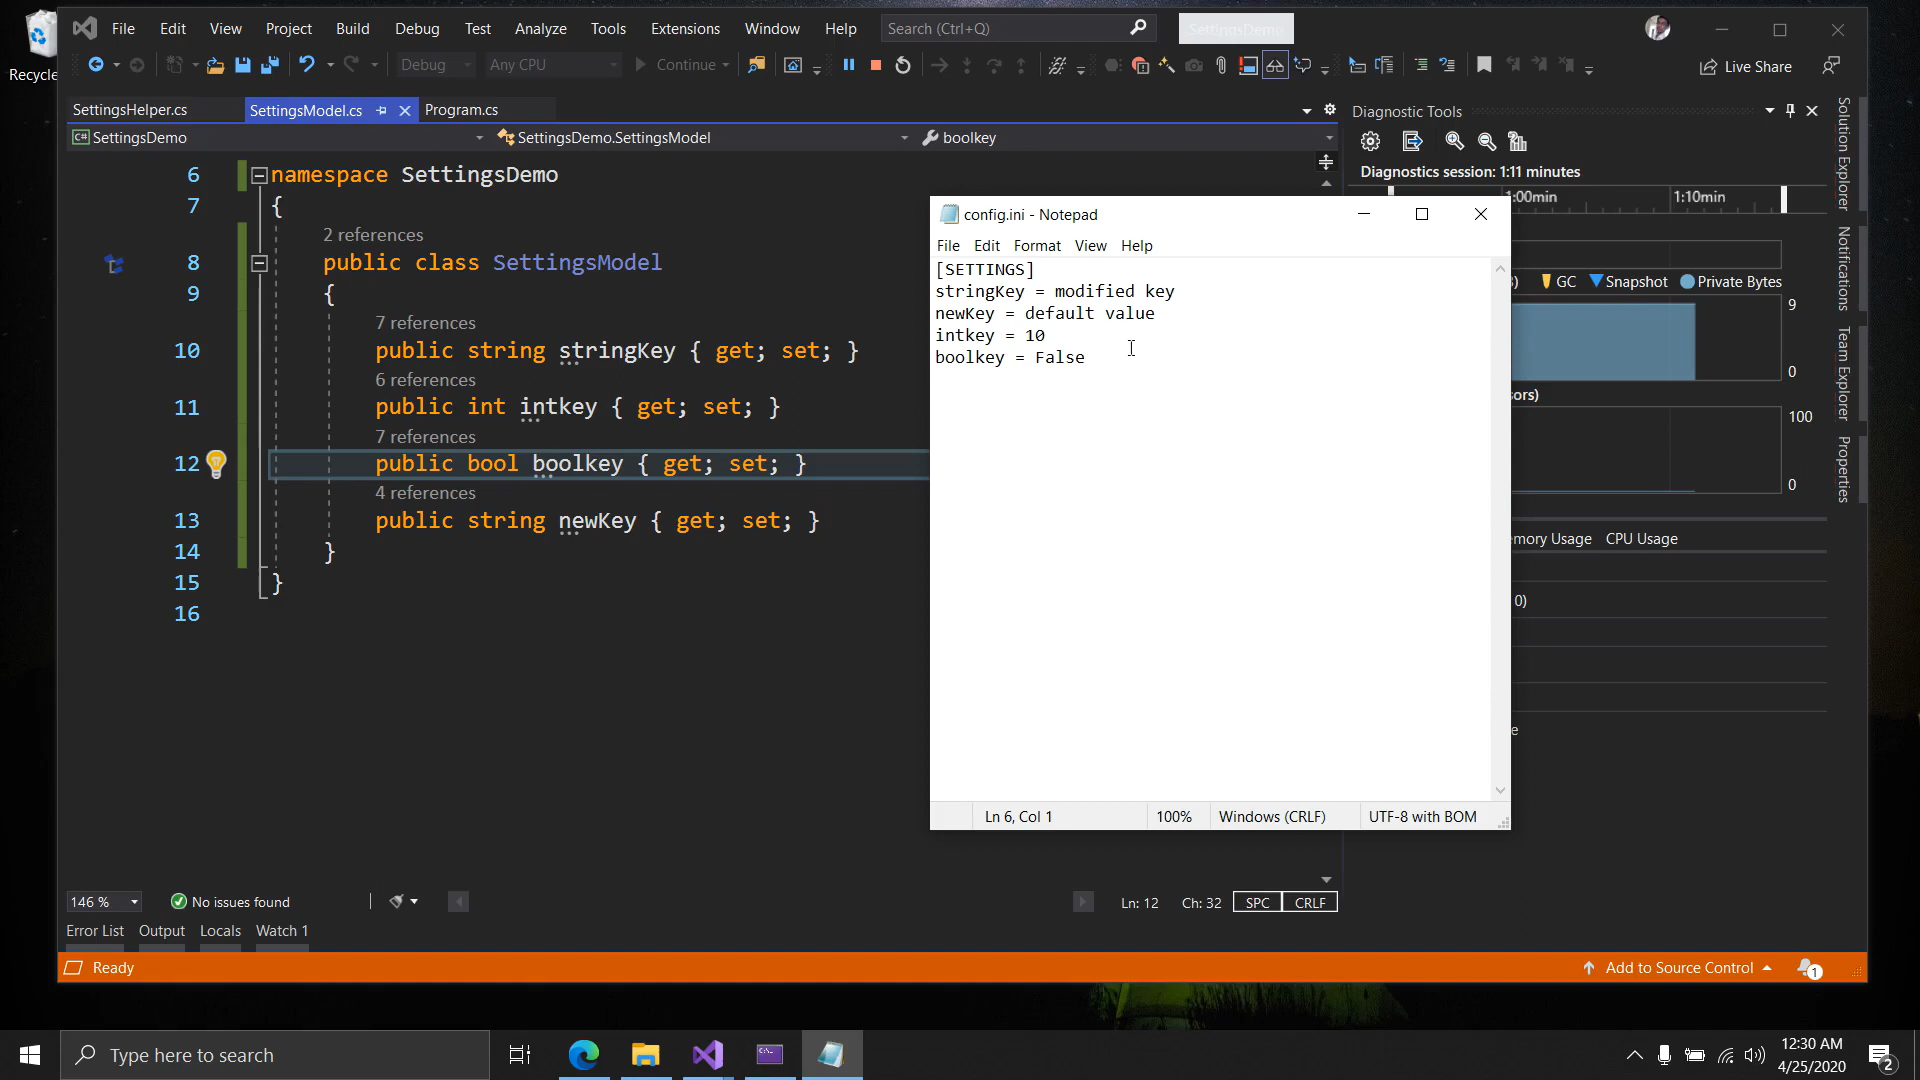 Recycle
File Edit View Project Build Debug Test Analyze Tools Extensions Window Help Search (Ctrl+Q) SettingsDemo
Debug Any CPU Continue Live Share
SettingsHelper.cs SettingsModel.cs Program.cs
C# SettingsDemo SettingsDemo.SettingsModel boolkey
6 namespace SettingsDemo
7 {
2 references
8 public class SettingsModel
9 {
7 references
10 public string stringKey { get; set; }
6 references
11 public int intkey { get; set; }
7 references
12 public bool boolkey { get; set; }
4 references
13 public string newKey { get; set; }
14 }
15 }
16
146 % No issues found Ln: 12 Ch: 32 SPC CRLF
Error List Output Locals Watch 1
Ready Add to Source Control 1
config.ini - Notepad
File Edit Format View Help
[SETTINGS]
stringKey = modified key
newKey = default value
intkey = 10
boolkey = False
Ln 6, Col 1 100% Windows (CRLF) UTF-8 with BOM
Diagnostic Tools
Diagnostics session: 1:11 minutes
:00min 1:10min
) GC Snapshot Private Bytes
9
0
ors)
100
0
mory Usage CPU Usage
0)
e
Solution Explorer
Notifications
Team Explorer
Properties
Type here to search
12:30 AM
4/25/2020
2